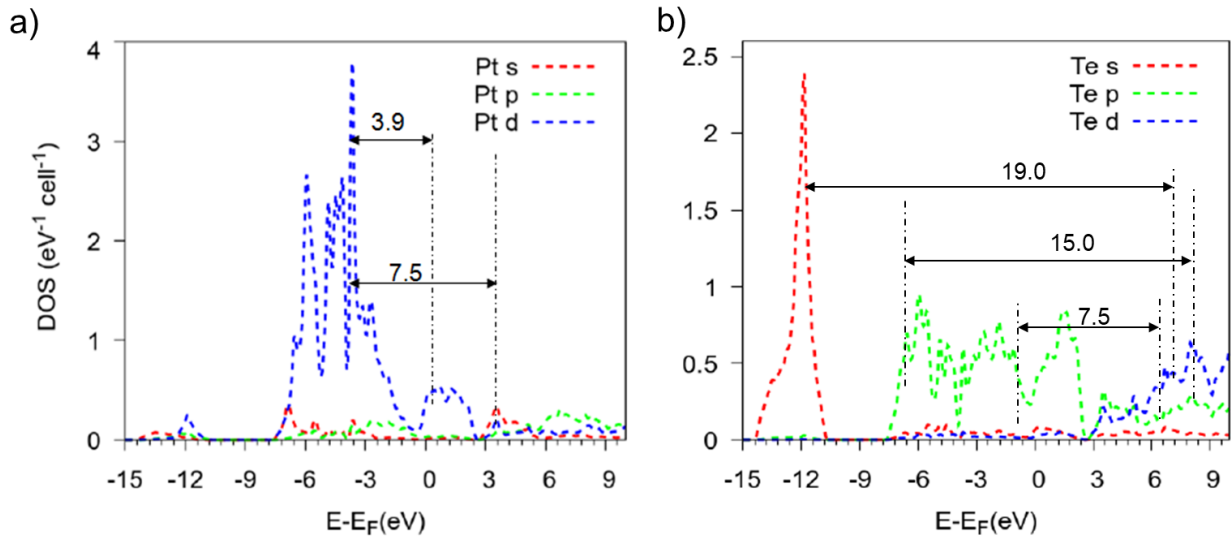 a)
4
3
2
1
0
DOS (eV⁻¹ cell⁻¹)
Pt s
Pt p
Pt d
3.9
7.5
-15 -12 -9 -6 -3 0 3 6 9
E-E_F(eV)
b)
2.5
2
1.5
1
0.5
0
Te s
Te p
Te d
19.0
15.0
7.5
-15 -12 -9 -6 -3 0 3 6 9
E-E_F(eV)